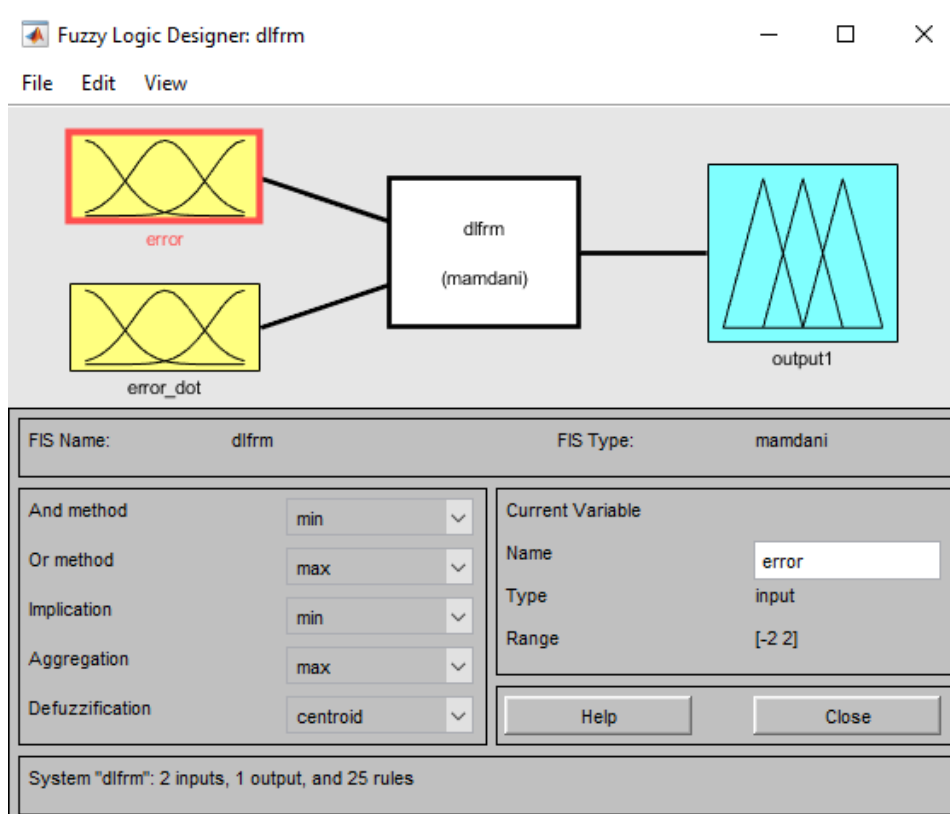 Fuzzy Logic Designer: dlfrm
File Edit View
error
error_dot
dlfrm
(mamdani)
output1
FIS Name: dlfrm FIS Type: mamdani
And method min
Or method max
Implication min
Aggregation max
Defuzzification centroid
Current Variable
Name error
Type input
Range [-2 2]
Help Close
System "dlfrm": 2 inputs, 1 output, and 25 rules